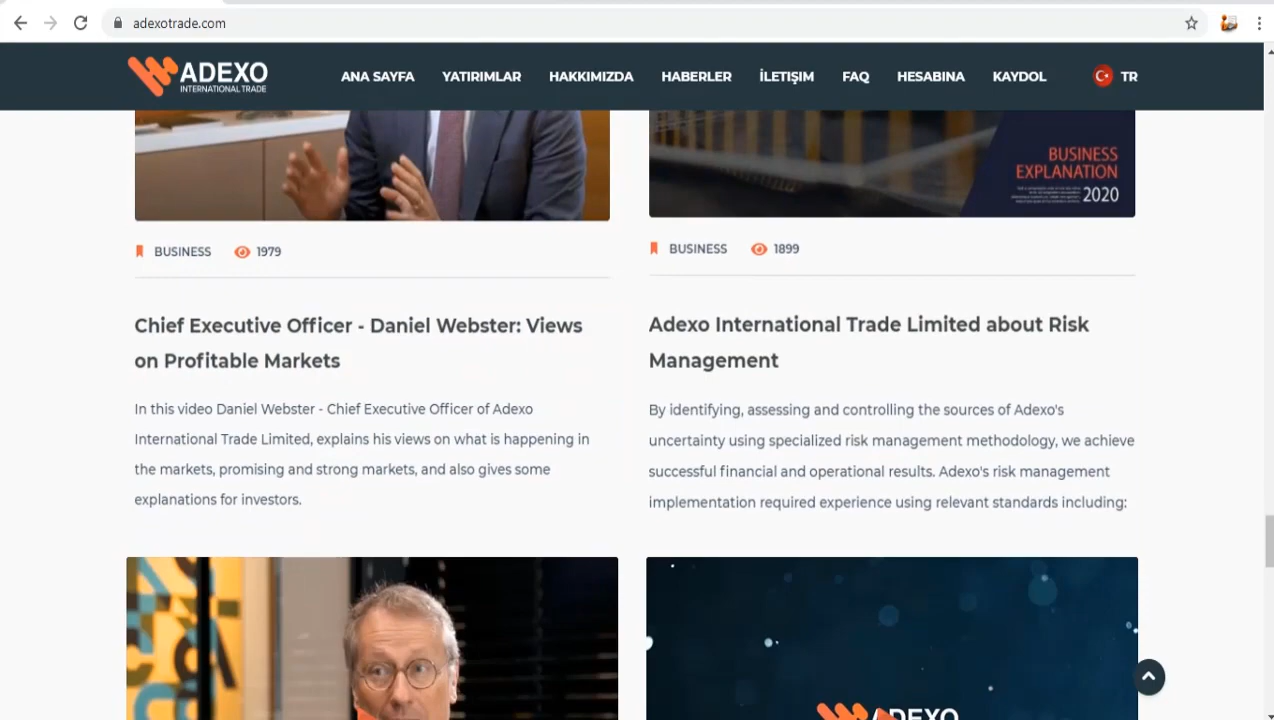 adexotrade.com
ADEXO
INTERNATIONAL TRADE
ANA SAYFA YATIRIMLAR HAKKIMIZDA HABERLER İLETİŞIM FAQ HESABINA KAYDOL TR
BUSINESS
EXPLANATION
2020
BUSINESS 1979
Chief Executive Officer - Daniel Webster: Views
on Profitable Markets
In this video Daniel Webster - Chief Executive Officer of Adexo
International Trade Limited, explains his views on what is happening in
the markets, promising and strong markets, and also gives some
explanations for investors.
BUSINESS 1899
Adexo International Trade Limited about Risk
Management
By identifying, assessing and controlling the sources of Adexo's
uncertainty using specialized risk management methodology, we achieve
successful financial and operational results. Adexo's risk management
implementation required experience using relevant standards including:
ADEXO